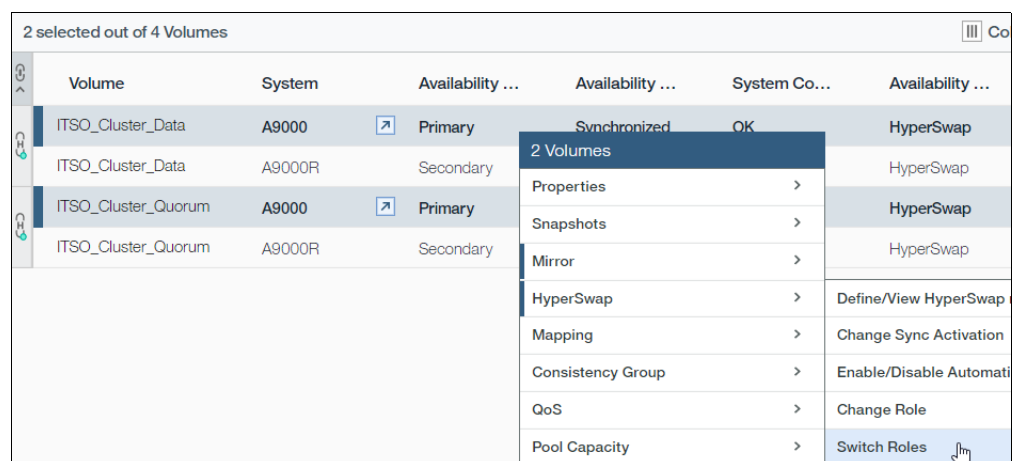 2 selected out of 4 Volumes Col
Volume System Availability ... Availability ... System Co... Availability ...
ITSO_Cluster_Data A9000 Primary Synchronized OK HyperSwap
ITSO_Cluster_Data A9000R Secondary HyperSwap
ITSO_Cluster_Quorum A9000 Primary HyperSwap
ITSO_Cluster_Quorum A9000R Secondary HyperSwap
2 Volumes
Properties
Snapshots
Mirror
HyperSwap
Mapping
Consistency Group
QoS
Pool Capacity
Define/View HyperSwap
Change Sync Activation
Enable/Disable Automati
Change Role
Switch Roles